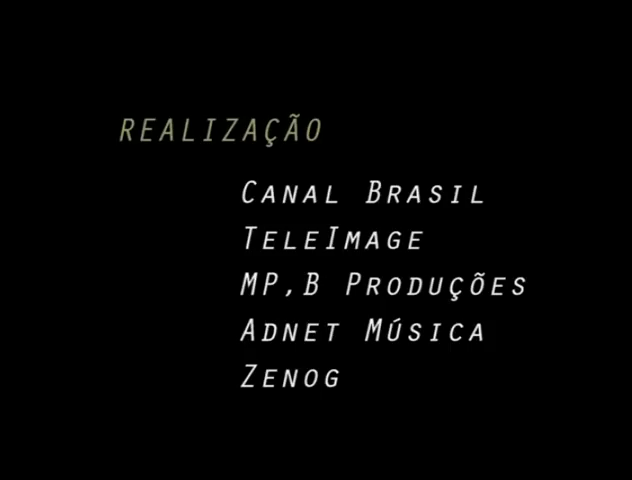 REALIZAÇÃO
CANAL BRASIL
TELEIMAGE
MP,B PRODUÇÕES
ADNET MÚSICA
ZENOG